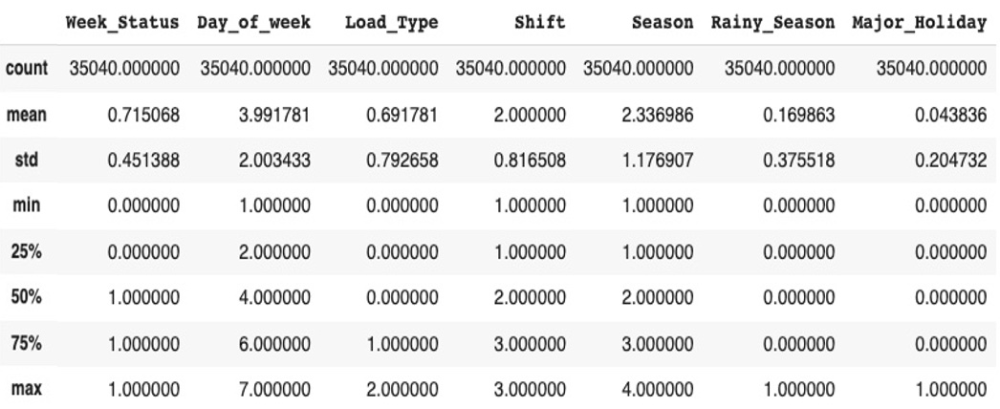 Week_Status Day_of_week Load_Type Shift Season Rainy_Season Major_Holiday
count 35040.000000 35040.000000 35040.000000 35040.000000 35040.000000 35040.000000 35040.000000
mean 0.715068 3.991781 0.691781 2.000000 2.336986 0.169863 0.043836
std 0.451388 2.003433 0.792658 0.816508 1.176907 0.375518 0.204732
min 0.000000 1.000000 0.000000 1.000000 1.000000 0.000000 0.000000
25% 0.000000 2.000000 0.000000 1.000000 1.000000 0.000000 0.000000
50% 1.000000 4.000000 0.000000 2.000000 2.000000 0.000000 0.000000
75% 1.000000 6.000000 1.000000 3.000000 3.000000 0.000000 0.000000
max 1.000000 7.000000 2.000000 3.000000 4.000000 1.000000 1.000000